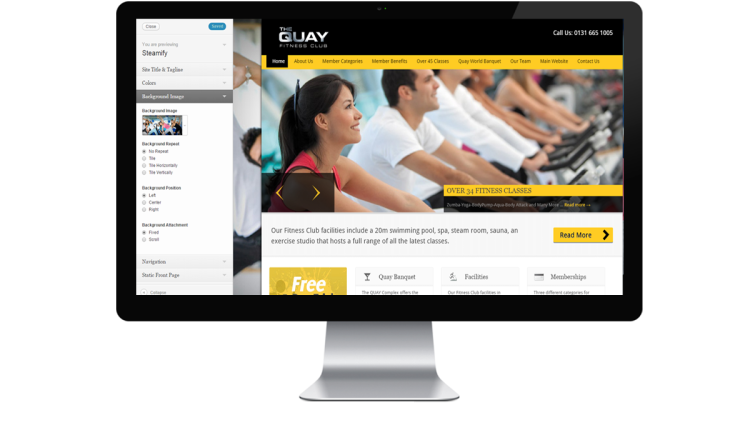 Close
Saved
You are previewing
Steamify
Site Title & Tagline
Colors
Background Image
Background Image
Background Repeat
No Repeat
Tile
Tile Horizontally
Tile Vertically
Background Position
Left
Center
Right
Background Attachment
Fixed
Scroll
Navigation
Static Front Page
Collapse
THE
QUAY
FITNESS CLUB
Call Us: 0131 665 1005
Home About Us Member Categories Member Benefits Over 45 Classes Quay World Banquet Our Team Main Website Contact Us
OVER 34 FITNESS CLASSES
Zumba Yoga BodyPump Aqua Body Attack and Many More ... Read more →
Our Fitness Club facilities include a 20m swimming pool, spa, steam room, sauna, an
exercise studio that hosts a full range of all the latest classes.
Read More
Free
Quay Banquet
The QUAY Complex offers the
Facilities
Our Fitness Club facilities in
Memberships
Three different categories for